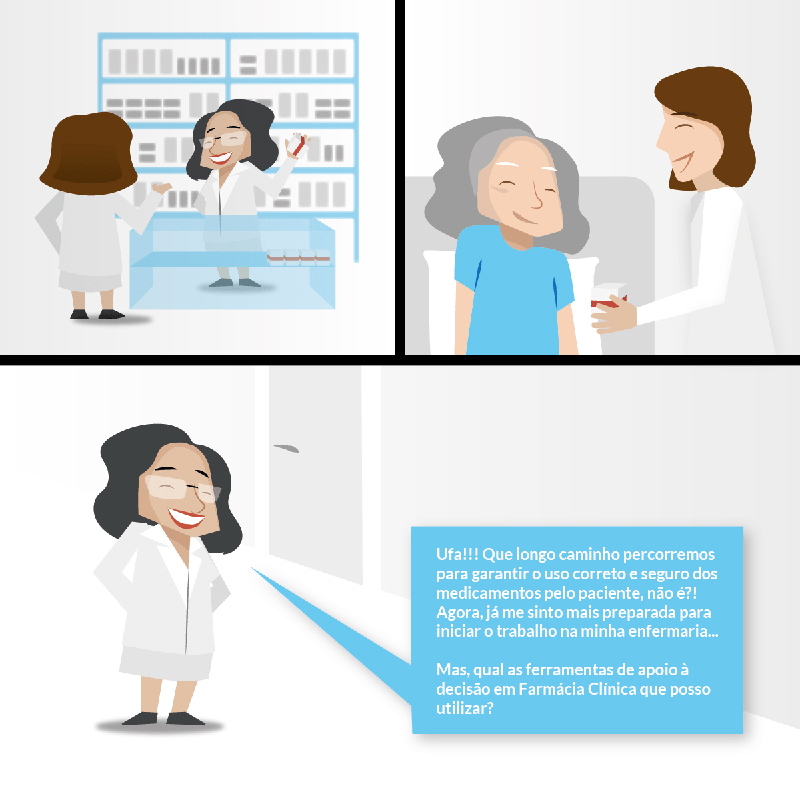 Ufa!!! Que longo caminho percorremos
para garantir o uso correto e seguro dos
medicamentos pelo paciente, não é?!
Agora, já me sinto mais preparada para
iniciar o trabalho na minha enfermaria...
Mas, qual as ferramentas de apoio à
decisão em Farmácia Clínica que posso
utilizar?